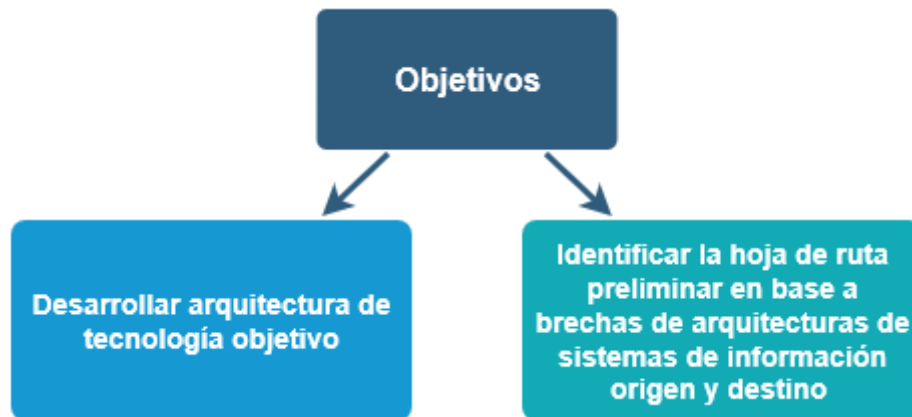 Objetivos
Desarrollar arquitectura de
tecnología objetivo
Identificar la hoja de ruta
preliminar en base a
brechas de arquitecturas de
sistemas de información
origen y destino